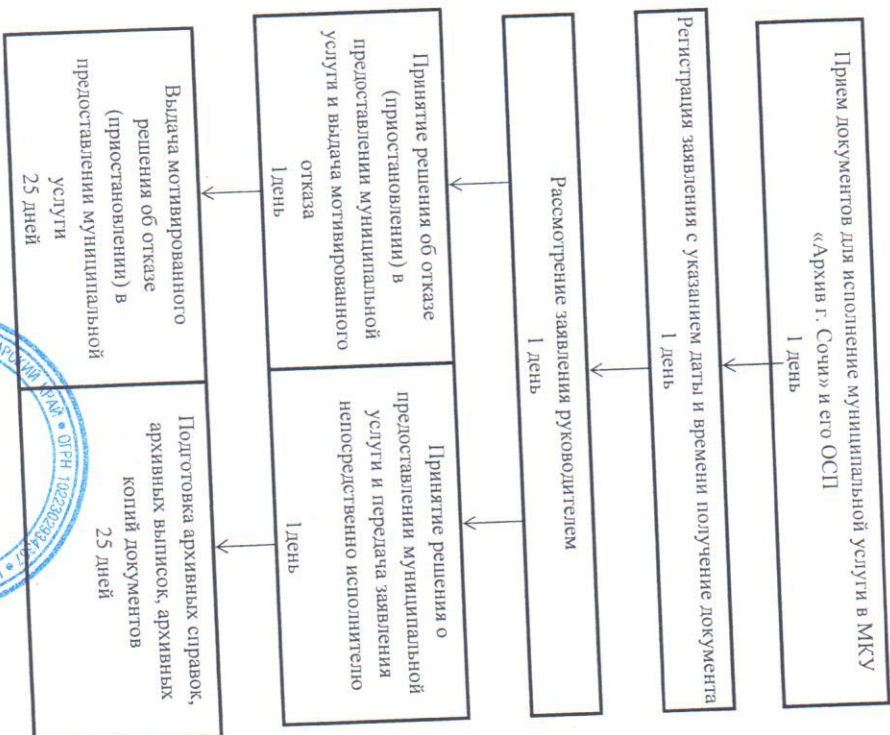 Прием документов для исполнение муниципальной услуги в МКУ
«Архив г. Сочи» и его ОСП
1 день
Регистрация заявления с указанием даты и времени получение документа
1 день
Рассмотрение заявления руководителем
1 день
Принятие решения об отказе
(приостановлении) в
предоставлении муниципальной
услуги и выдача мотивированного
отказа
1день
Принятие решения о
предоставлении муниципальной
услуги и передача заявления
непосредственно исполнителю
1день
Выдача мотивированного
решения об отказе
(приостановлении) в
предоставлении муниципальной
услуги
25 дней
Подготовка архивных справок,
архивных выписок, архивных
копий документов
25 дней
КРАЙ • ОГРН